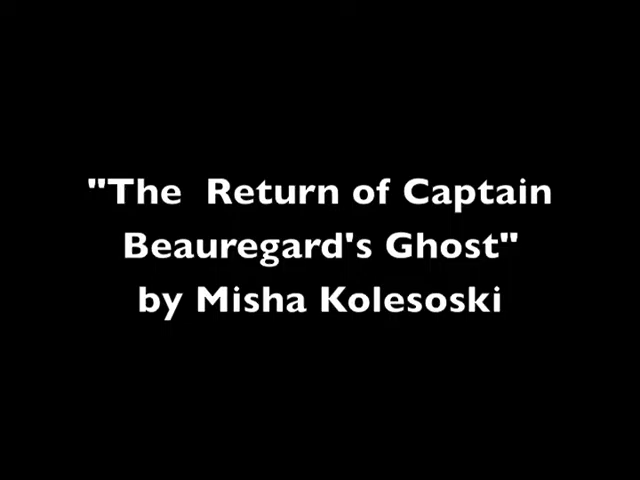 "The  Return of Captain
Beauregard's Ghost"
by Misha Kolesoski